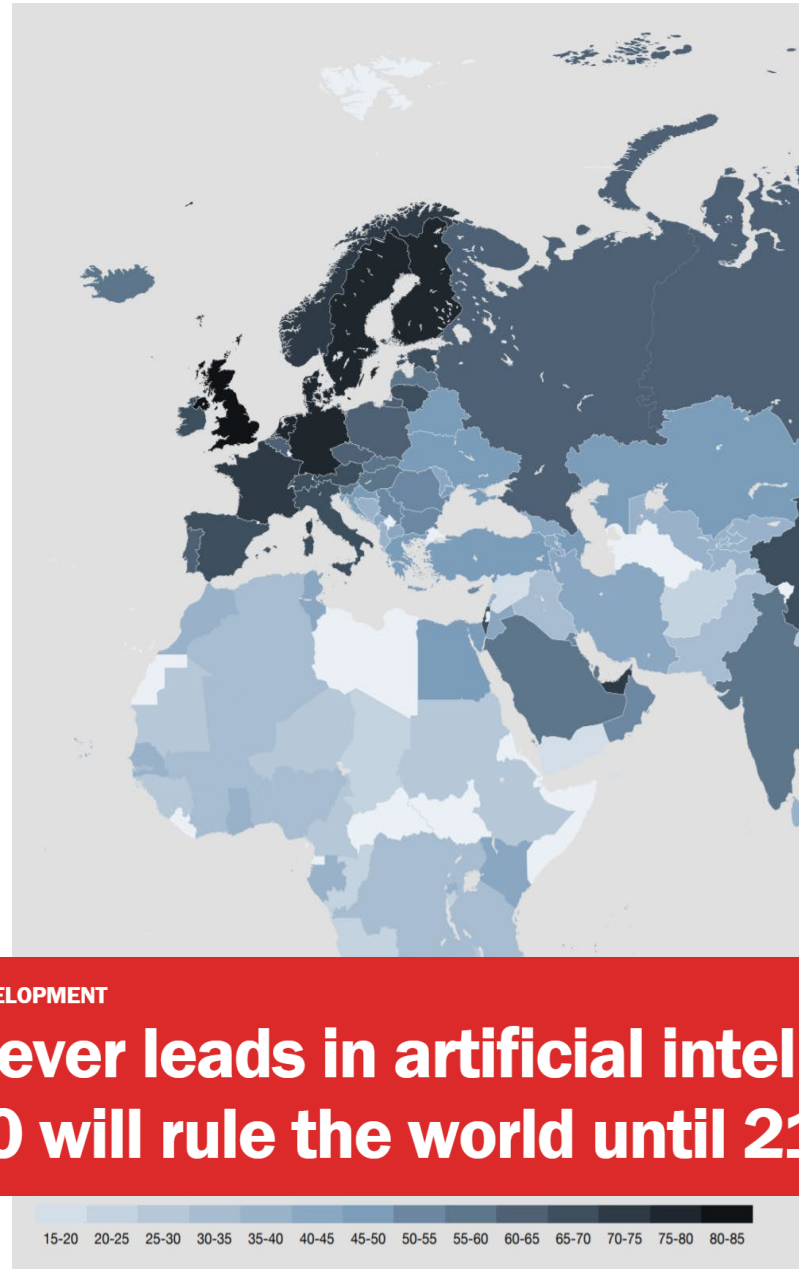 ELOPMENT
ever leads in artificial intel
0 will rule the world until 21
15-20 20-25 25-30 30-35 35-40 40-45 45-50 50-55 55-60 60-65 65-70 70-75 75-80 80-85